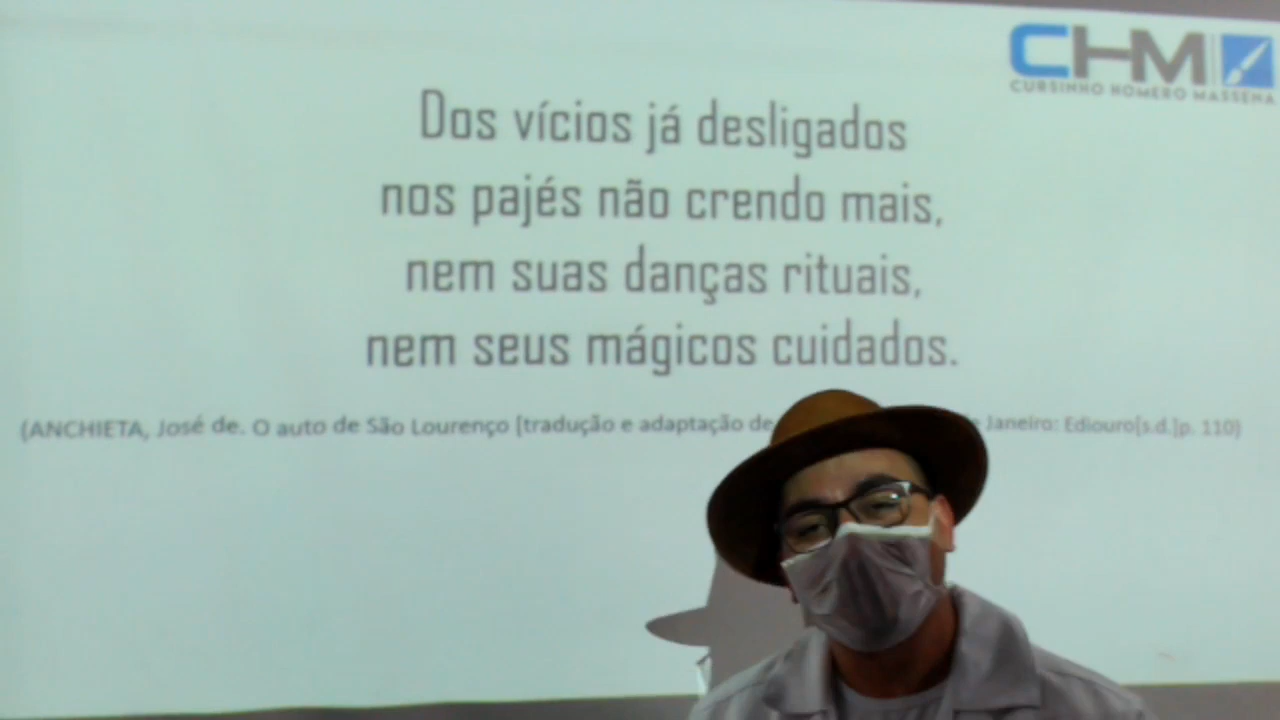 CHM
CURSINHO HOMERO MASSENA
Dos vícios já desligados
nos pajés não crendo mais,
nem suas danças rituais,
nem seus mágicos cuidados.
(ANCHIETA, José de. O auto de São Lourenço [tradução e adaptação de Janeiro: Ediouro[s.d.]p. 110)